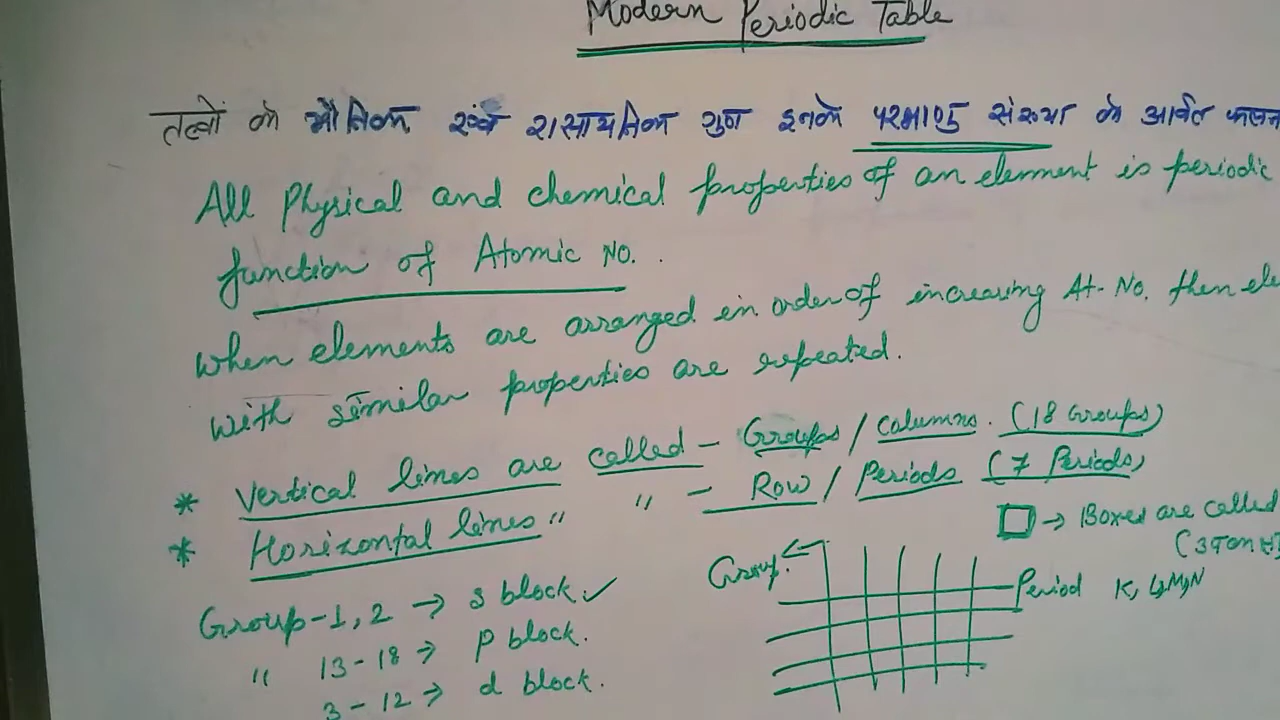 Modern Periodic Table
तत्वों के भौतिक एवं रासायनिक गुण इनके परमाणु संख्या के आर्वत फलन
All Physical and chemical properties of an elenment is periodic
function of Atomic No. .
When elements are arranged in order of increasing At. No. then ele
with similar properties are repeated.
* Vertical lines are called - Groups / Columns. (18 Groups)
* Horizontal lines " " - Row / Periods (7 Periods)
□ → Boxes are called
Group-1, 2 → s block. ✓
" 13-18 → p block.
3-12 → d block.
Group.
Period K, L, M, N